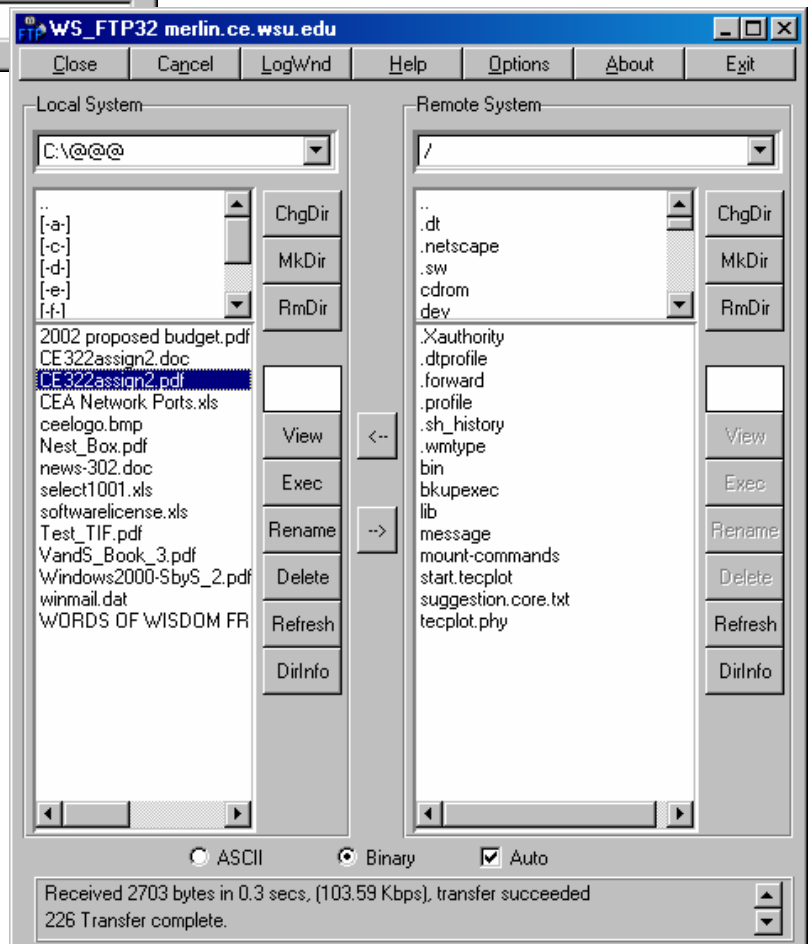 WS_FTP32 merlin.ce.wsu.edu
Close Cancel LogWnd Help Options About Exit
Local System
C:\@@@
..
[-a-]
[-c-]
[-d-]
[-e-]
[-f-]
ChgDir
MkDir
RmDir
2002 proposed budget.pdf
CE322assign2.doc
CE322assign2.pdf
CEA Network Ports.xls
ceelogo.bmp
Nest_Box.pdf
news-302.doc
select1001.xls
softwarelicense.xls
Test_TIF.pdf
VandS_Book_3.pdf
Windows2000-SbyS_2.pdf
winmail.dat
WORDS OF WISDOM FR
View
Exec
Rename
Delete
Refresh
DirInfo
<--
-->
Remote System
/
..
.dt
.netscape
.sw
cdrom
dev
ChgDir
MkDir
RmDir
.Xauthority
.dtprofile
.forward
.profile
.sh_history
.wmtype
bin
bkupexec
lib
message
mount-commands
start.tecplot
suggestion.core.txt
tecplot.phy
View
Exec
Rename
Delete
Refresh
DirInfo
ASCII Binary Auto
Received 2703 bytes in 0.3 secs, (103.59 Kbps), transfer succeeded
226 Transfer complete.